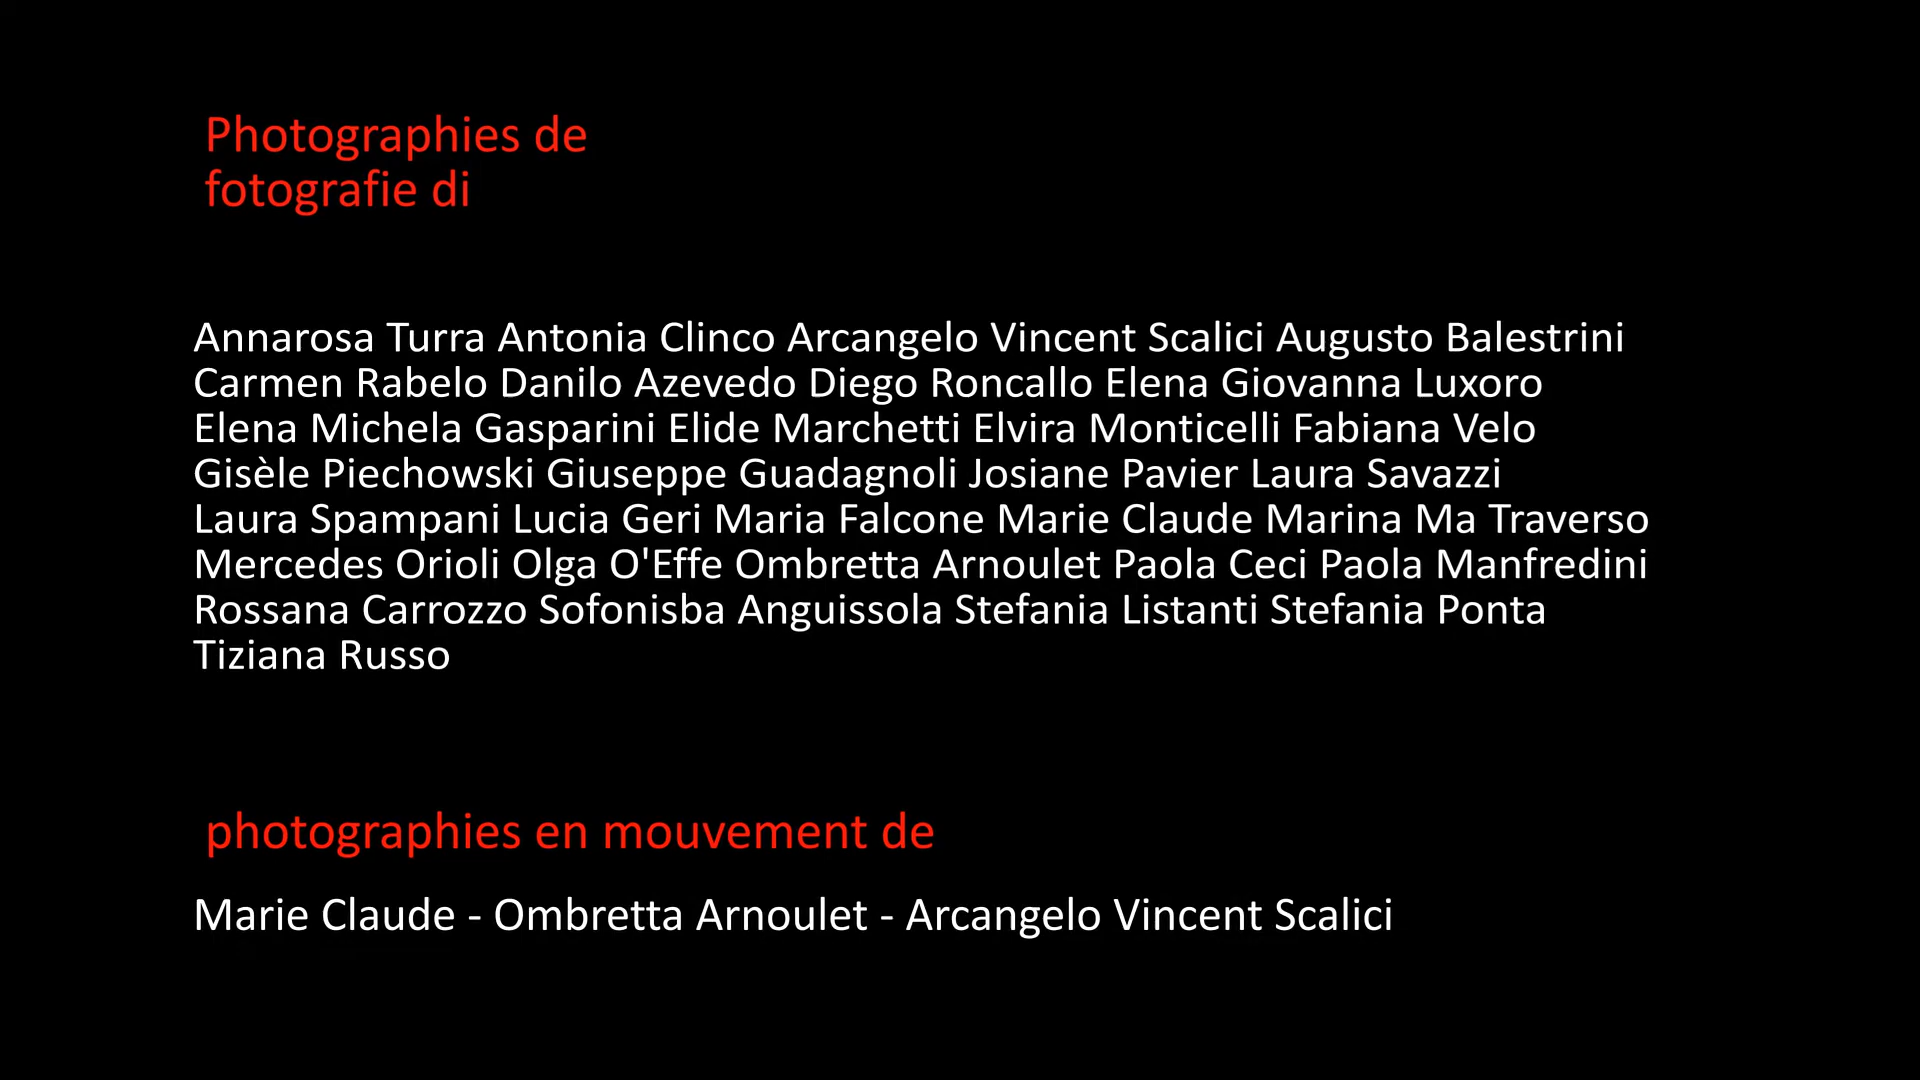 Photographies de
fotografie di
Annarosa Turra Antonia Clinco Arcangelo Vincent Scalici Augusto Balestrini
Carmen Rabelo Danilo Azevedo Diego Roncallo Elena Giovanna Luxoro
Elena Michela Gasparini Elide Marchetti Elvira Monticelli Fabiana Velo
Gisèle Piechowski Giuseppe Guadagnoli Josiane Pavier Laura Savazzi
Laura Spampani Lucia Geri Maria Falcone Marie Claude Marina Ma Traverso
Mercedes Orioli Olga O'Effe Ombretta Arnoulet Paola Ceci Paola Manfredini
Rossana Carrozzo Sofonisba Anguissola Stefania Listanti Stefania Ponta
Tiziana Russo
photographies en mouvement de
Marie Claude - Ombretta Arnoulet - Arcangelo Vincent Scalici